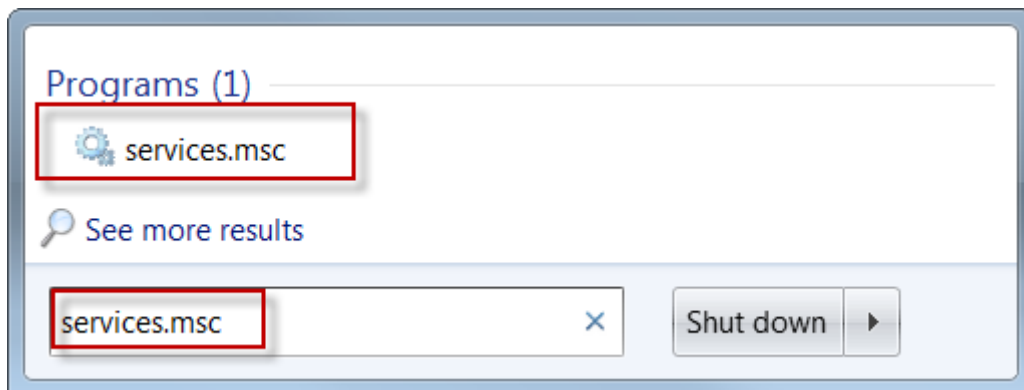 Programs (1)
services.msc
See more results
services.msc
Shut down